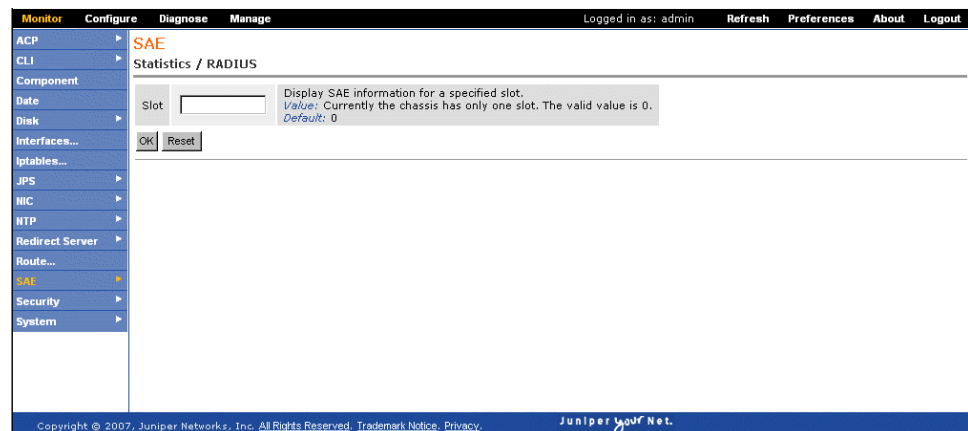 Monitor Configure Diagnose Manage Logged in as: admin Refresh Preferences About Logout
ACP
CLI
Component
Date
Disk
Interfaces...
Iptables...
JPS
NIC
NTP
Redirect Server
Route...
SAE
Security
System
SAE
Statistics / RADIUS
Slot
Display SAE information for a specified slot.
Value: Currently the chassis has only one slot. The valid value is 0.
Default: 0
OK Reset
Copyright © 2007, Juniper Networks, Inc. All Rights Reserved. Trademark Notice. Privacy.
Juniper your Net.